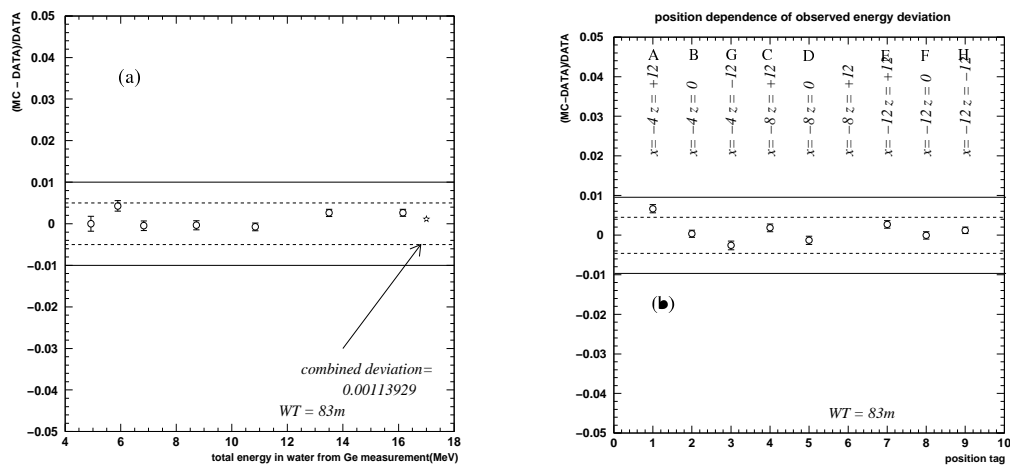 (MC - DATA)/DATA
0.05
0.04
0.03
0.02
0.01
0
-0.01
-0.02
-0.03
-0.04
-0.05
(a)
combined deviation=
0.00113929
WT = 83m
4 6 8 10 12 14 16 18
total energy in water from Ge measurement(MeV)
position dependence of observed energy deviation
(MC-DATA)/DATA
0.05
0.04
0.03
0.02
0.01
0
-0.01
-0.02
-0.03
-0.04
-0.05
A B G C D E F H
x= -4 z= +12
x= -4 z= 0
x= -4 z= -12
x= -8 z= +12
x= -8 z= 0
x= -8 z= +12
x= -12 z= +12
x= -12 z= 0
x= -12 z= -12
(b)
WT = 83m
0 1 2 3 4 5 6 7 8 9 10
position tag